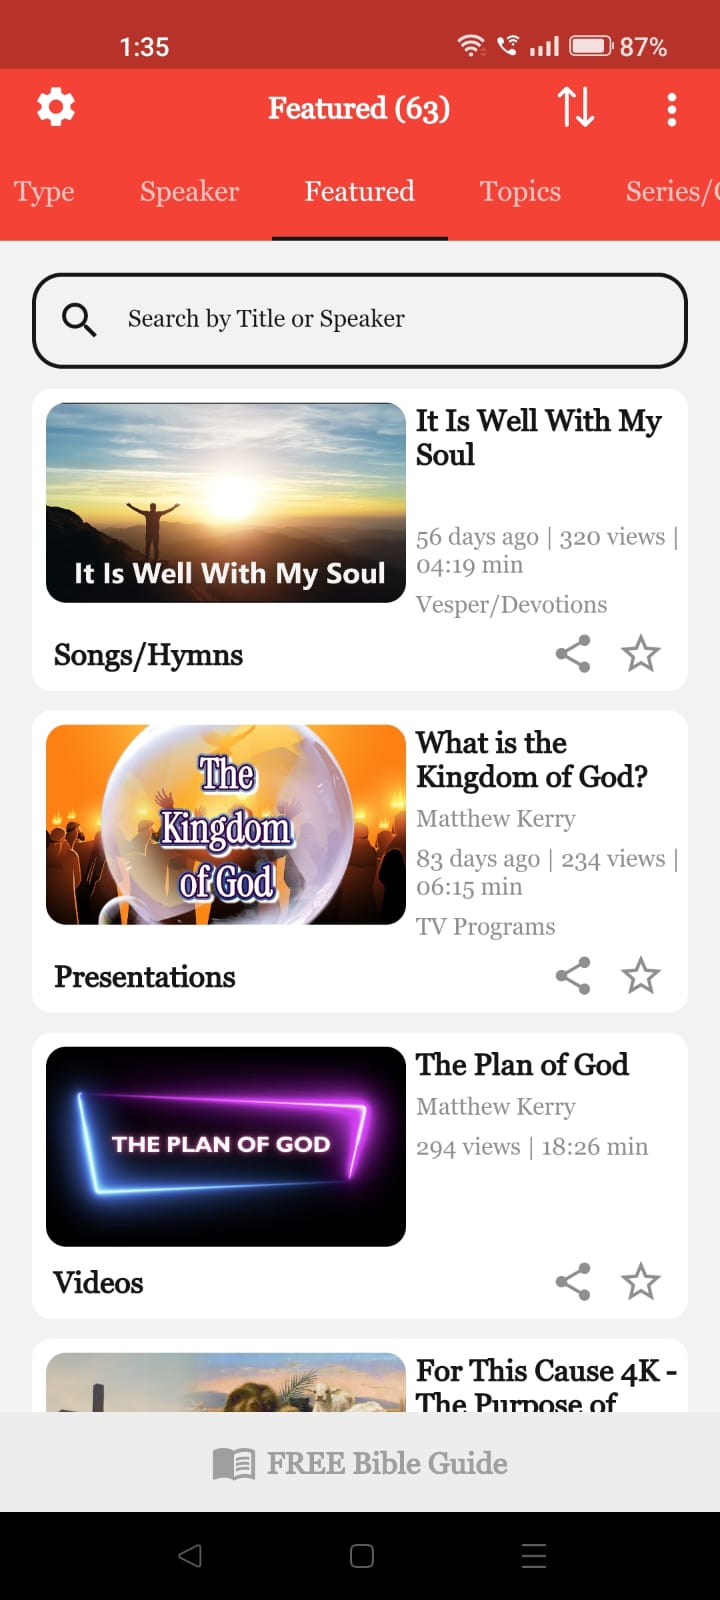 1:35
87%
Featured (63)
Type Speaker Featured Topics Series/
Search by Title or Speaker
It Is Well With My Soul
It Is Well With My
Soul
56 days ago | 320 views |
04:19 min
Vesper/Devotions
Songs/Hymns
The
Kingdom
of God
What is the
Kingdom of God?
Matthew Kerry
83 days ago | 234 views |
06:15 min
TV Programs
Presentations
THE PLAN OF GOD
The Plan of God
Matthew Kerry
294 views | 18:26 min
Videos
For This Cause 4K -
The Purpose of
FREE Bible Guide